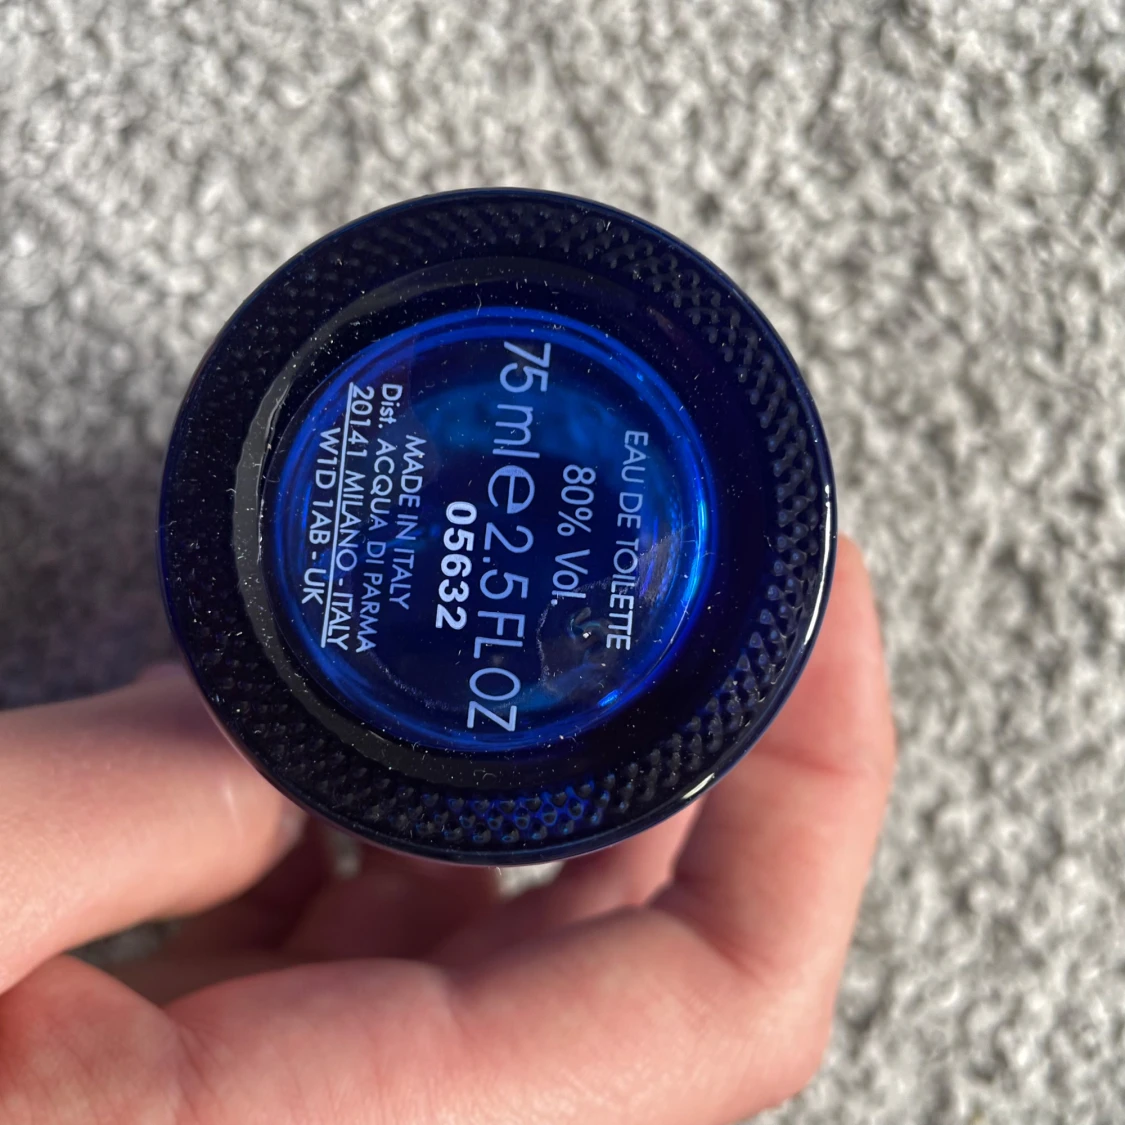 EAU DE TOILETTE
80% Vol.
75 ml e 2.5 FL OZ
05632
MADE IN ITALY
Dist. ACQUA DI PARMA
20141 MILANO - ITALY
W1D 1AB - UK